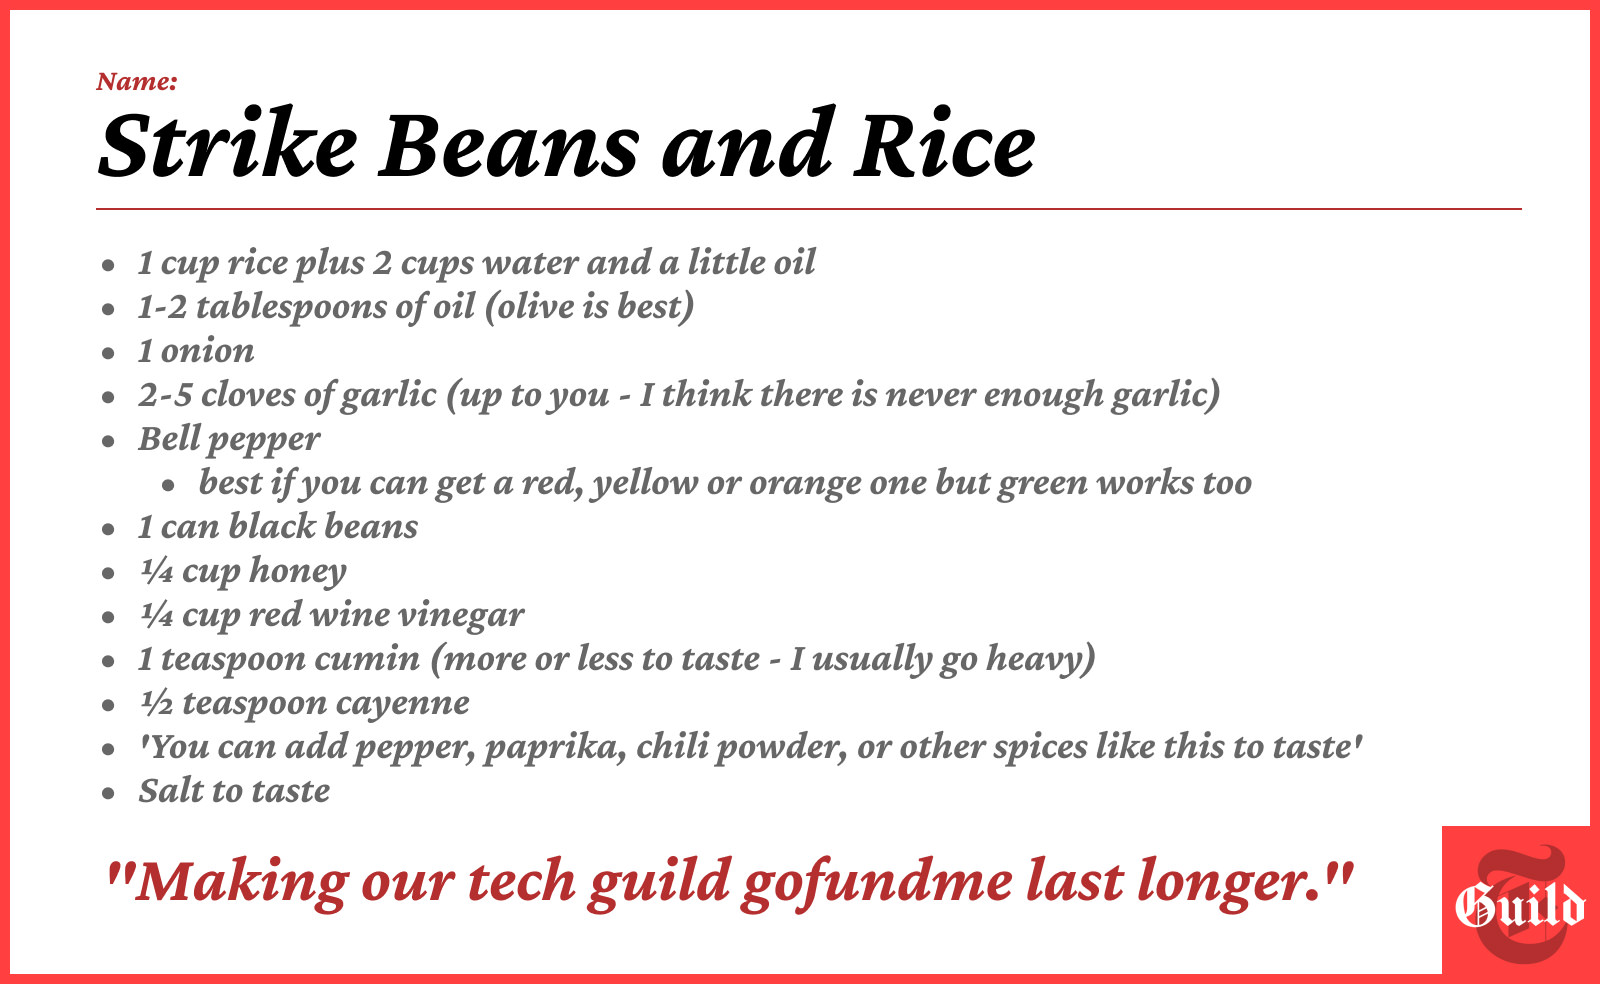 Name:
Strike Beans and Rice
• 1 cup rice plus 2 cups water and a little oil
• 1-2 tablespoons of oil (olive is best)
• 1 onion
• 2-5 cloves of garlic (up to you - I think there is never enough garlic)
• Bell pepper
• best if you can get a red, yellow or orange one but green works too
• 1 can black beans
• ¼ cup honey
• ¼ cup red wine vinegar
• 1 teaspoon cumin (more or less to taste - I usually go heavy)
• ½ teaspoon cayenne
• 'You can add pepper, paprika, chili powder, or other spices like this to taste'
• Salt to taste
"Making our tech guild gofundme last longer."
T
Guild